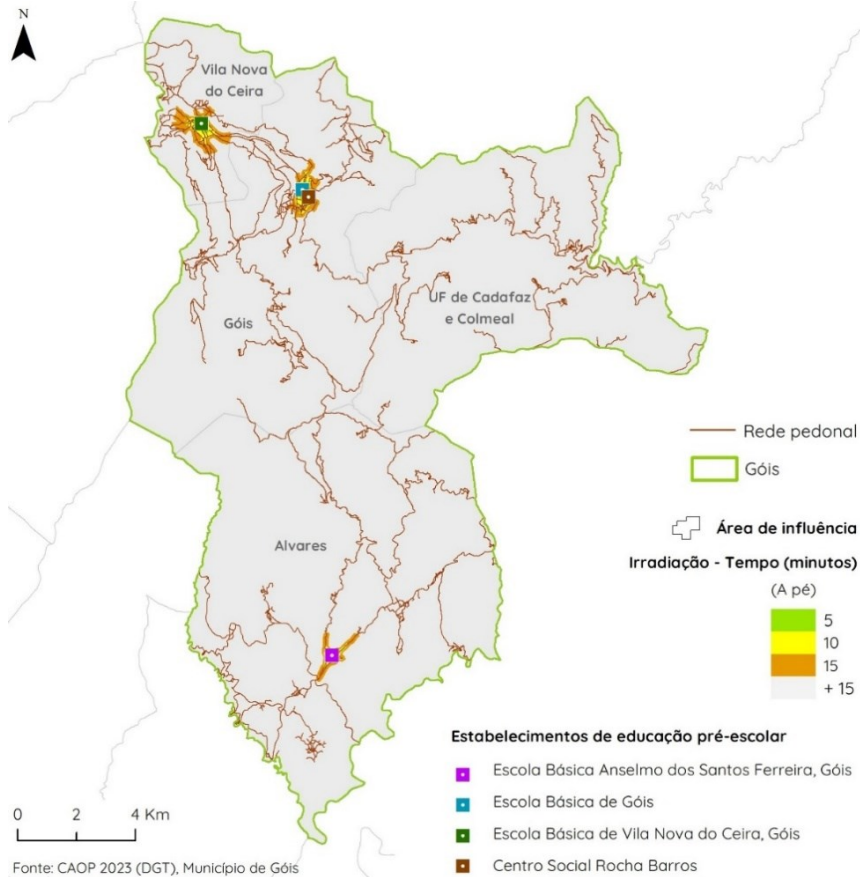 N
Vila Nova
do Ceira
UF de Cadafaz
e Colmeal
Góis
Alvares
Rede pedonal
Góis
Área de influência
Irradiação - Tempo (minutos)
(A pé)
5
10
15
+ 15
Estabelecimentos de educação pré-escolar
Escola Básica Anselmo dos Santos Ferreira, Góis
Escola Básica de Góis
Escola Básica de Vila Nova do Ceira, Góis
Centro Social Rocha Barros
0 2 4 Km
Fonte: CAOP 2023 (DGT), Município de Góis